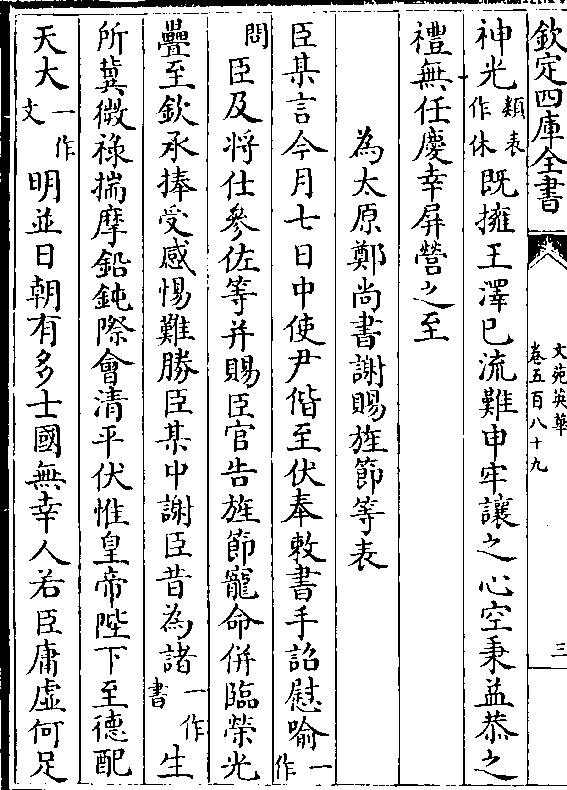 欽定四庫全書
文苑英華
卷五百八十九
三
神光類表作休既擁王澤已流難申牢讓之心空秉益恭之
禮無任慶幸屏營之至
為太原鄭尚書謝賜旌節等表
臣某言今月七日中使尹偕至伏奉敕書手詔慰喻一作
問臣及將仕參佐等并賜臣官告旌節寵命併臨榮光
疊至欽承捧受感惕難勝臣某中謝臣昔為諸一作書生
所冀微祿揣摩鉛鈍際會清平伏惟皇帝陛下至德配
天大一作文明並日朝有多士國無幸人若臣庸虛何足